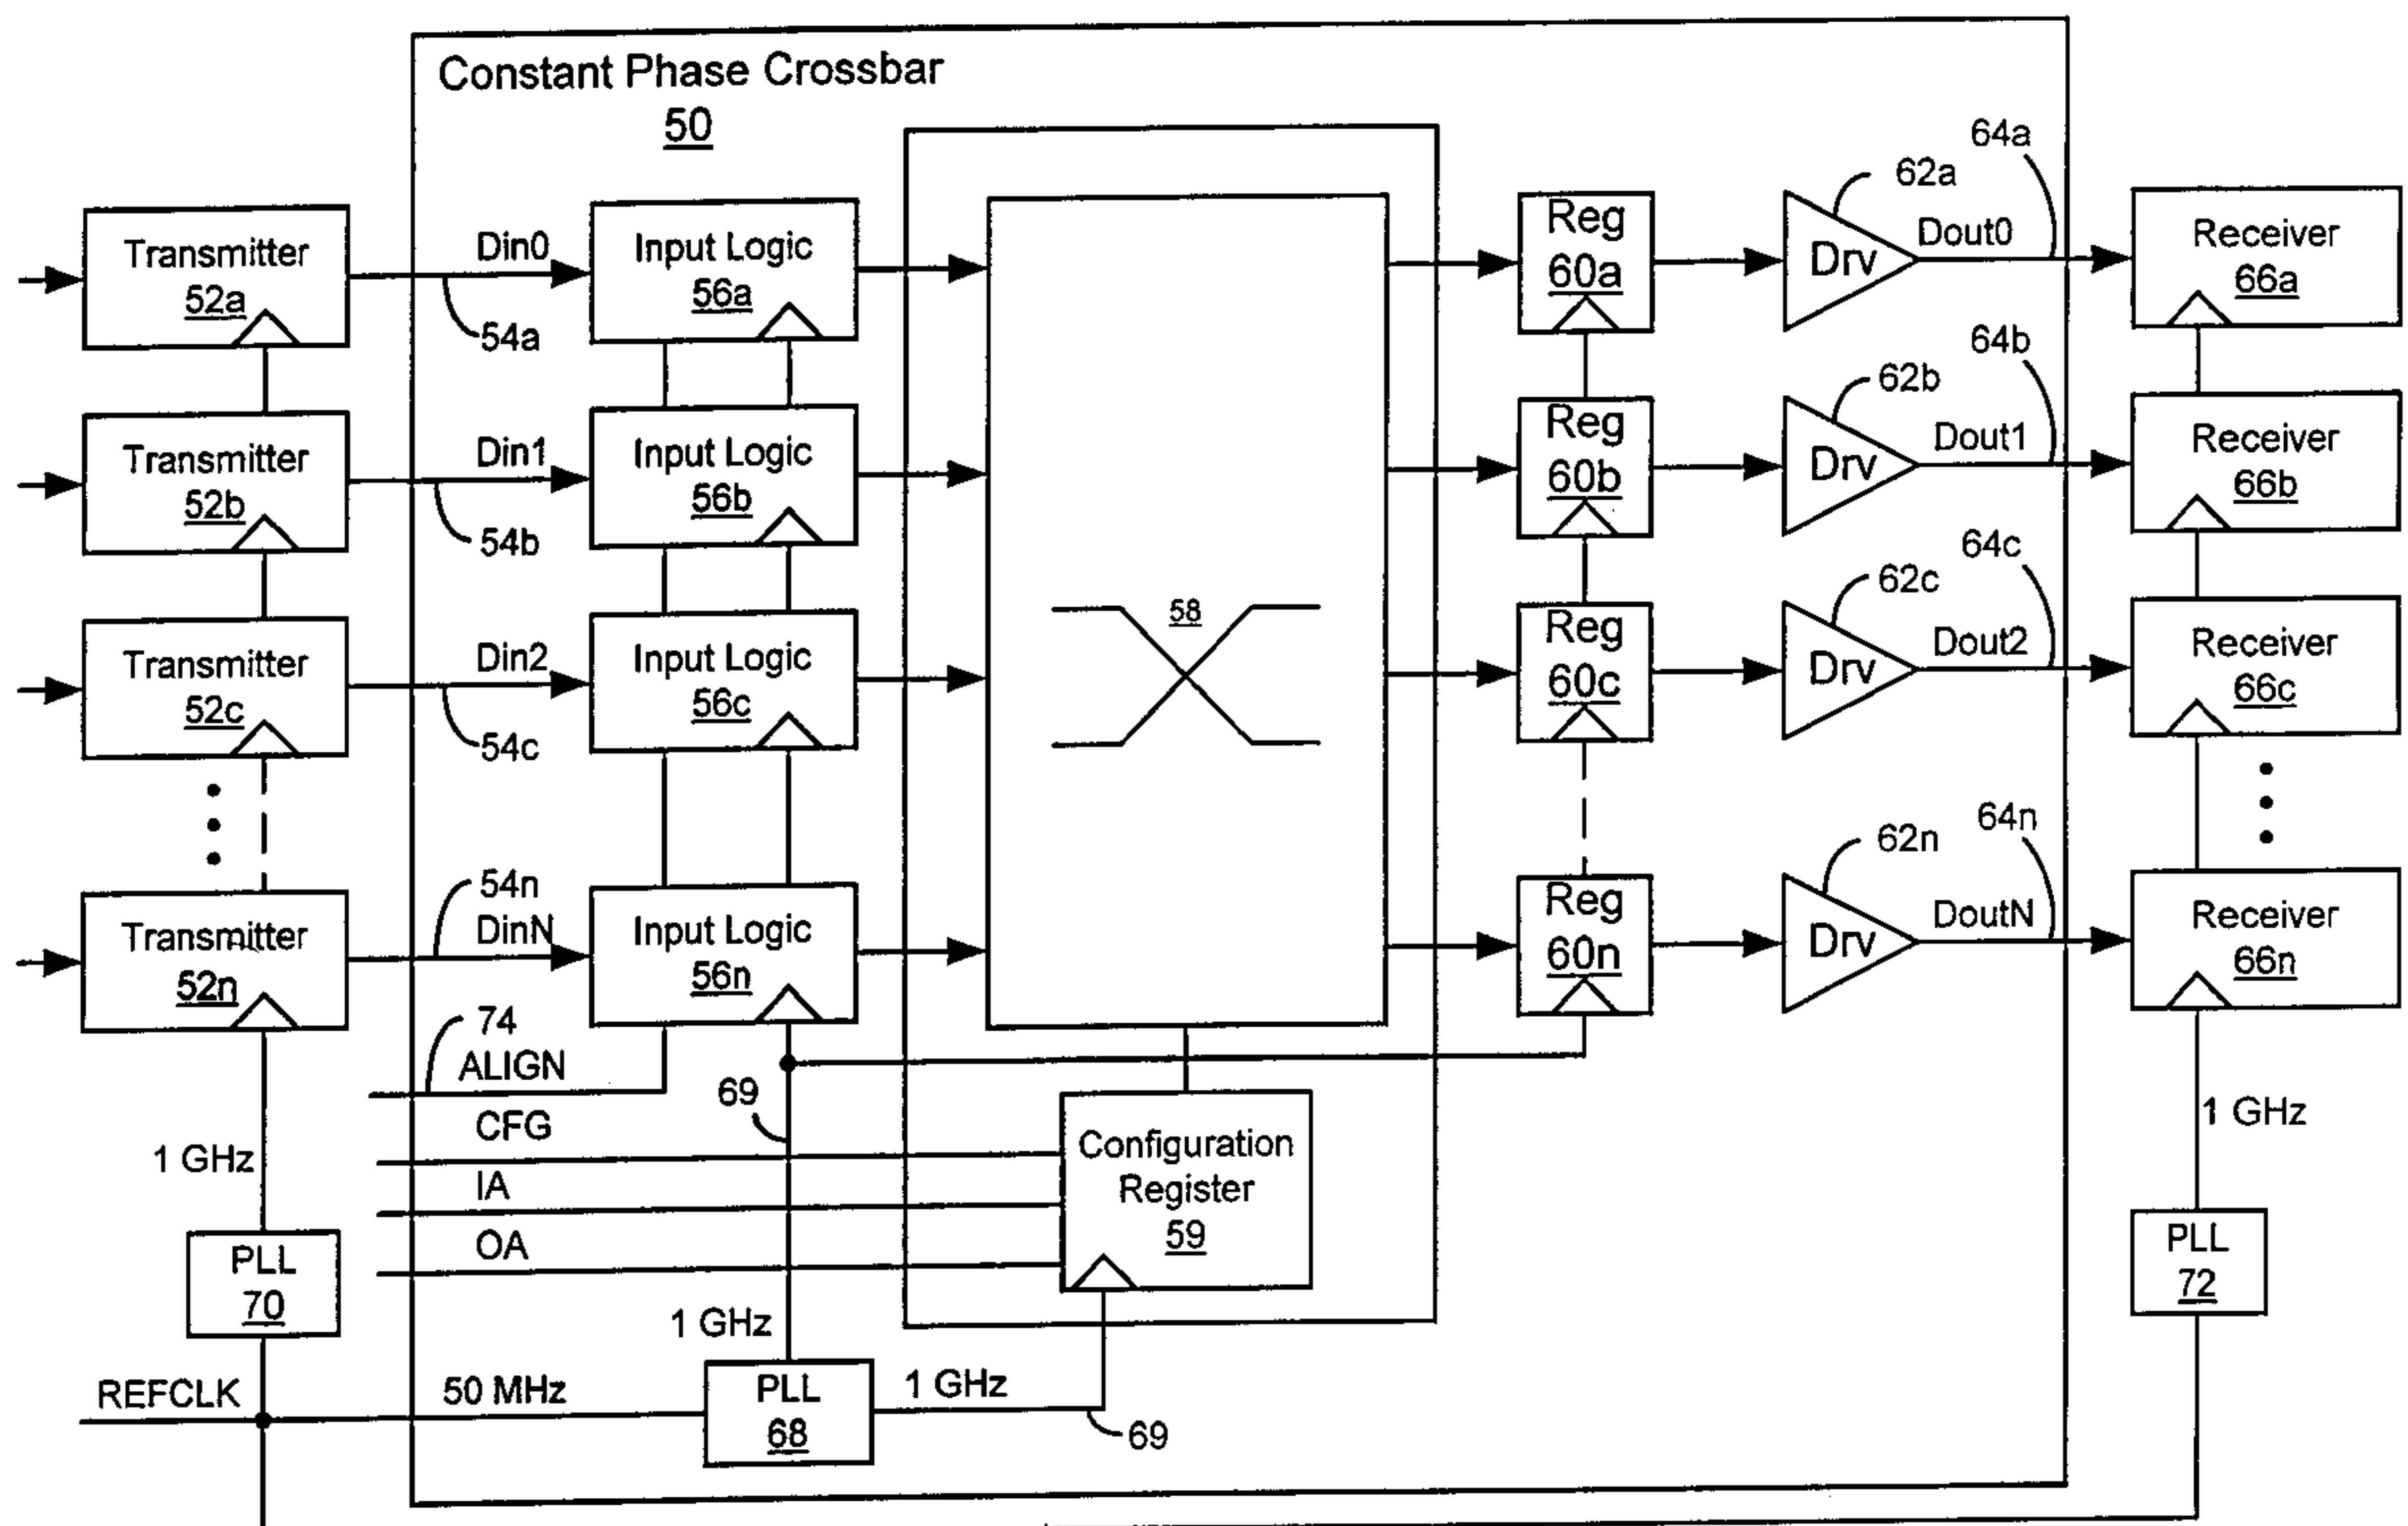 Constant Phase Crossbar
50
64a
62a
Transmitter
52a
Din0
54a
Input Logic
56a
Reg
60a
Drv
Dout0
Receiver
66a
64b
62b
Transmitter
52b
Din1
54b
Input Logic
56b
Reg
60b
Drv
Dout1
Receiver
66b
64c
62c
Transmitter
52c
Din2
54c
Input Logic
56c
58
Reg
60c
Drv
Dout2
Receiver
66c
64n
62n
Transmitter
52n
54n
DinN
Input Logic
56n
Reg
60n
Drv
DoutN
Receiver
66n
74
ALIGN
69
CFG
IA
OA
Configuration
Register
59
1 GHz
1 GHz
PLL
70
PLL
72
1 GHz
REFCLK
50 MHz
PLL
68
1 GHz
69